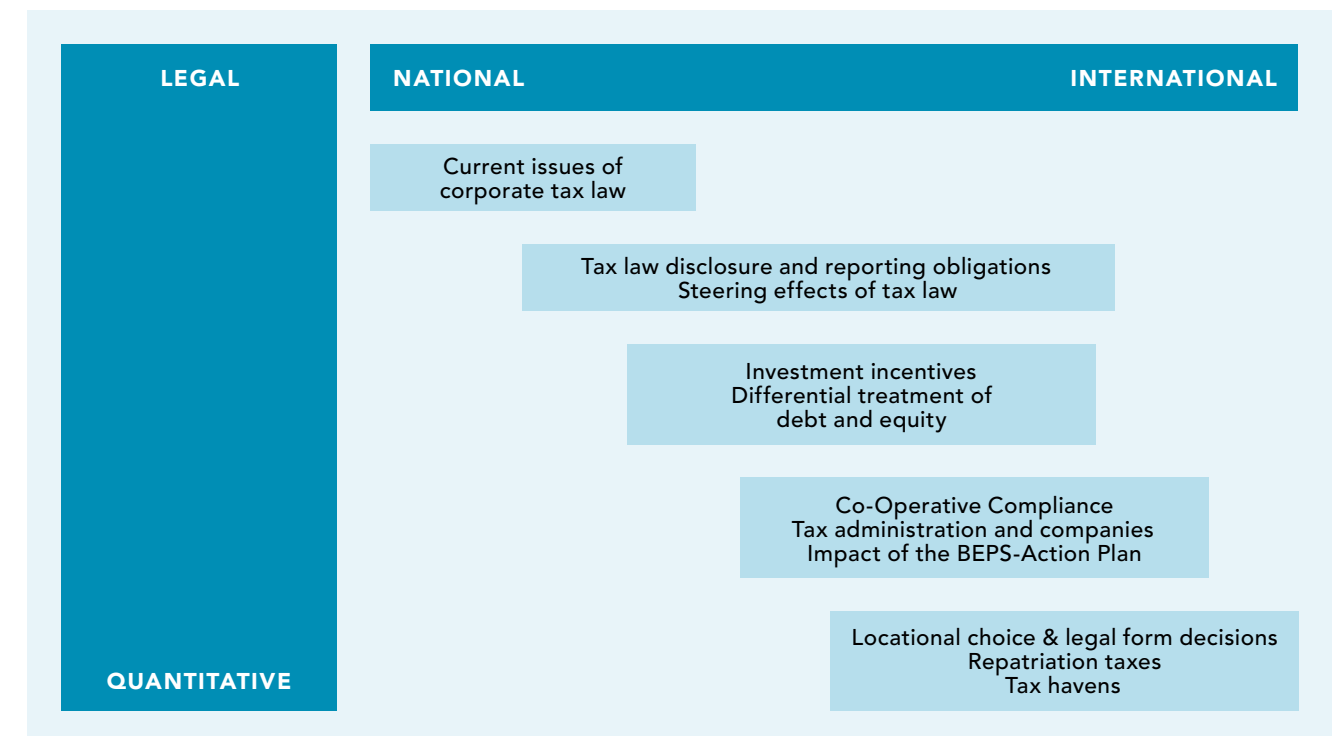 LEGAL
NATIONAL
INTERNATIONAL
Current issues of
corporate tax law
Tax law disclosure and reporting obligations
Steering effects of tax law
Investment incentives
Differential treatment of
debt and equity
Co-Operative Compliance
Tax administration and companies
Impact of the BEPS-Action Plan
Locational choice & legal form decisions
Repatriation taxes
Tax havens
QUANTITATIVE